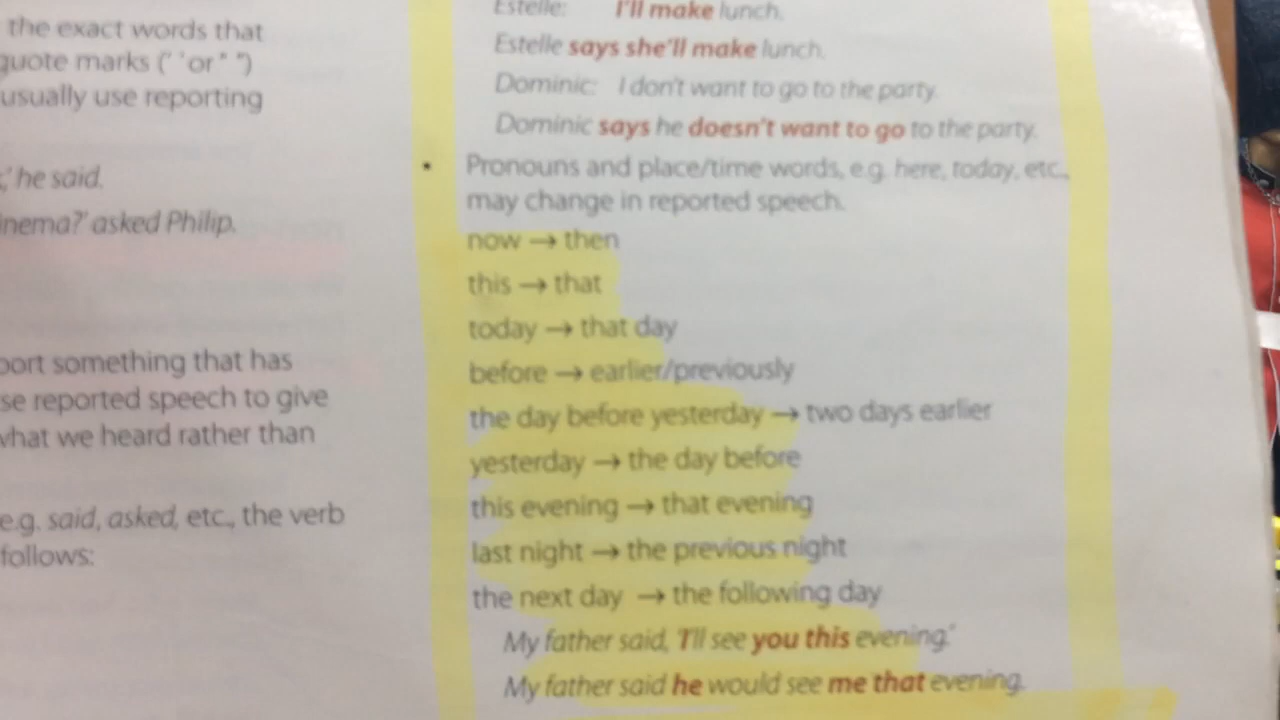 the exact words that
quote marks (' ' or " ")
usually use reporting
he said.
asked Philip.
something that has
reported speech to give
what we heard rather than
e.g. said, asked, etc., the verb
follows:
Estelle: I'll make lunch.
Estelle says she'll make lunch.
Dominic: I don't want to go to the party.
Dominic says he doesn't want to go to the party.
• Pronouns and place/time words, e.g. here, today, etc.,
may change in reported speech.
now → then
this → that
today → that day
before → earlier/previously
the day before yesterday → two days earlier
yesterday → the day before
this evening → that evening
last night → the previous night
the next day → the following day
My father said, 'I'll see you this evening.'
My father said he would see me that evening.